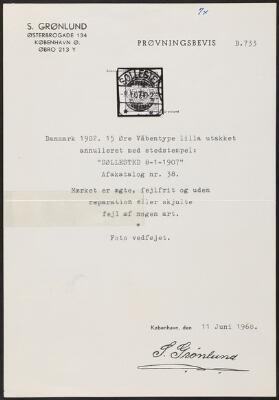 7x
S. GRØNLUND
ØSTERBROGADE 134
KØBENHAVN Ø.
ØBRO 213 Y
PRØVNINGSBEVIS B.733
SØLLESTED
Danmark 1902. 15 Øre Våbentype lilla utakket
annulleret med stedstempel:
"SØLLESTED 8-1-1907"
Afakatalog nr. 38.
Mærket er ægte, fejlfrit og uden
reparation eller skjulte
fejl af nogen art.
*
Foto vedføjet.
København, den 11 Juni 1968.
S. Grønlund